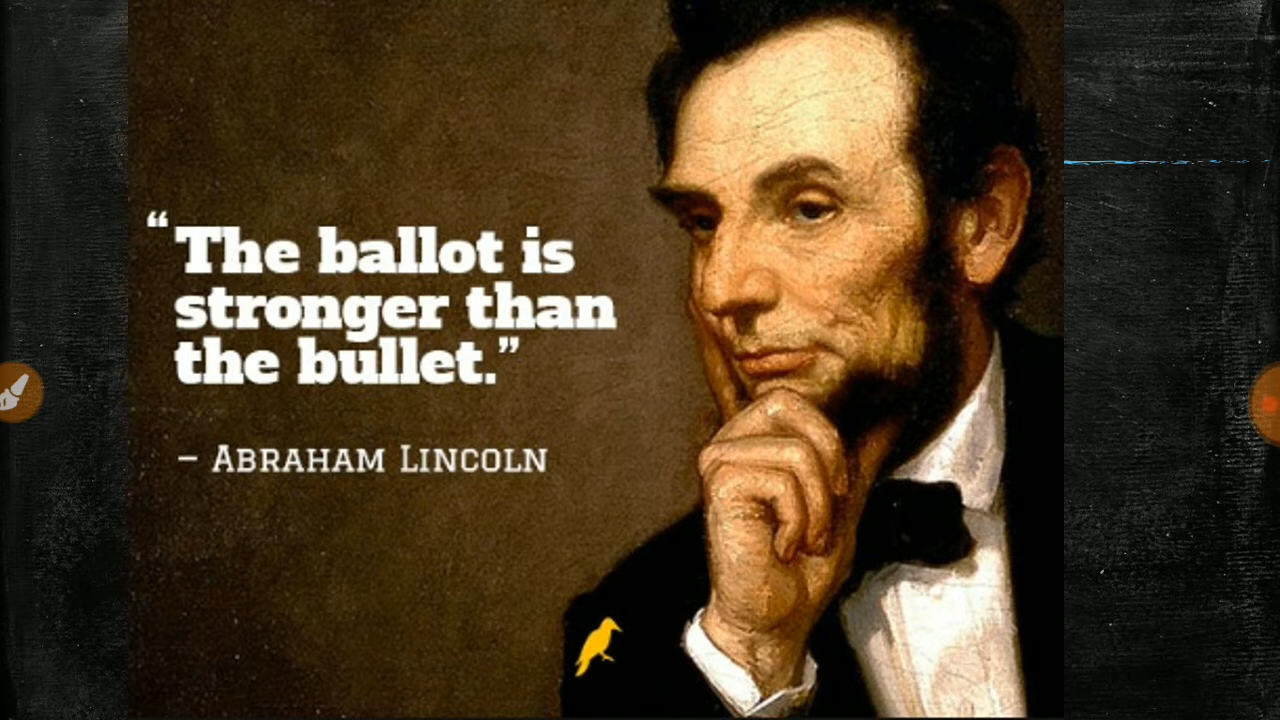 “The ballot is
stronger than
the bullet.”
– ABRAHAM LINCOLN